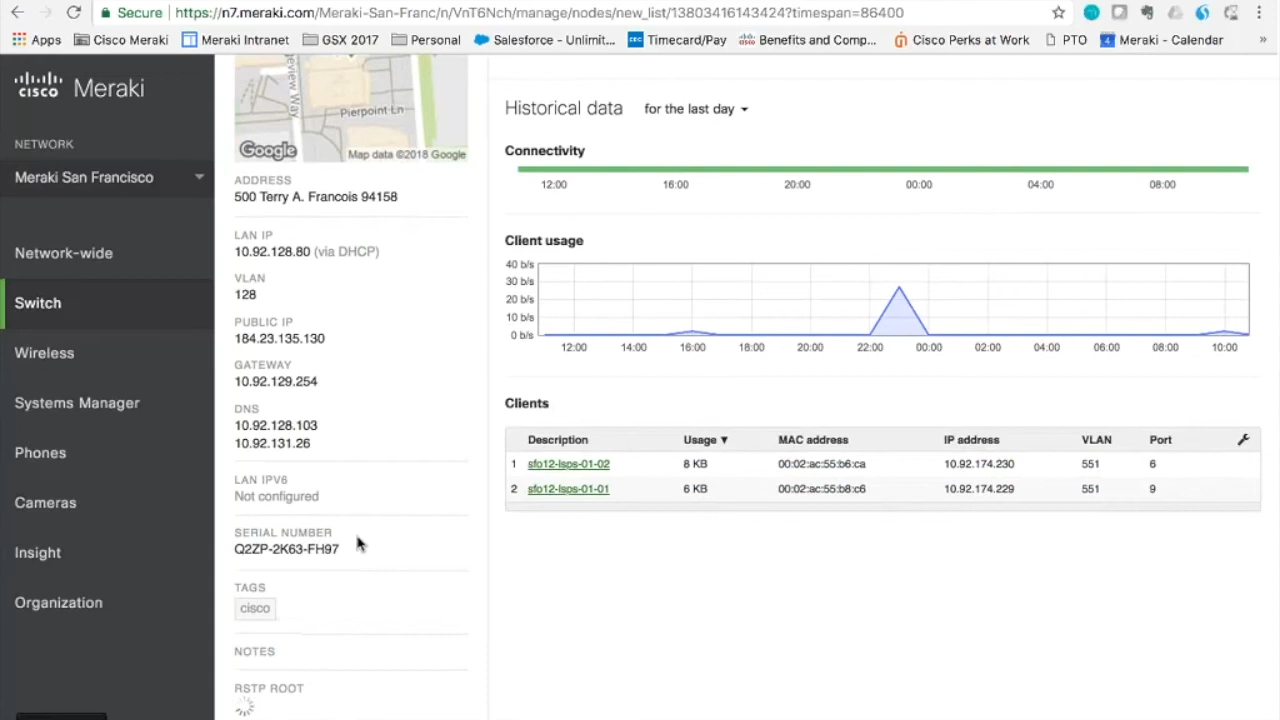 Secure https://n7.meraki.com/Meraki-San-Franc/n/VnT6Nch/manage/nodes/new_list/13803416143424?timespan=86400
Apps Cisco Meraki Meraki Intranet GSX 2017 Personal Salesforce - Unlimit... Timecard/Pay Benefits and Comp... Cisco Perks at Work PTO Meraki - Calendar »
cisco Meraki
NETWORK
Meraki San Francisco
Network-wide
Switch
Wireless
Systems Manager
Phones
Cameras
Insight
Organization
Pierpoint Ln
Google Map data ©2018 Google
ADDRESS
500 Terry A. Francois 94158
LAN IP
10.92.128.80 (via DHCP)
VLAN
128
PUBLIC IP
184.23.135.130
GATEWAY
10.92.129.254
DNS
10.92.128.103
10.92.131.26
LAN IPV6
Not configured
SERIAL NUMBER
Q2ZP-2K63-FH97
TAGS
cisco
NOTES
RSTP ROOT
Historical data for the last day
Connectivity
12:00 16:00 20:00 00:00 04:00 08:00
Client usage
40 b/s
30 b/s
20 b/s
10 b/s
0 b/s
12:00 14:00 16:00 18:00 20:00 22:00 00:00 02:00 04:00 06:00 08:00 10:00
Clients
Description Usage ▼ MAC address IP address VLAN Port
1 sfo12-lsps-01-02 8 KB 00:02:ac:55:b6:ca 10.92.174.230 551 6
2 sfo12-lsps-01-01 6 KB 00:02:ac:55:b8:c6 10.92.174.229 551 9